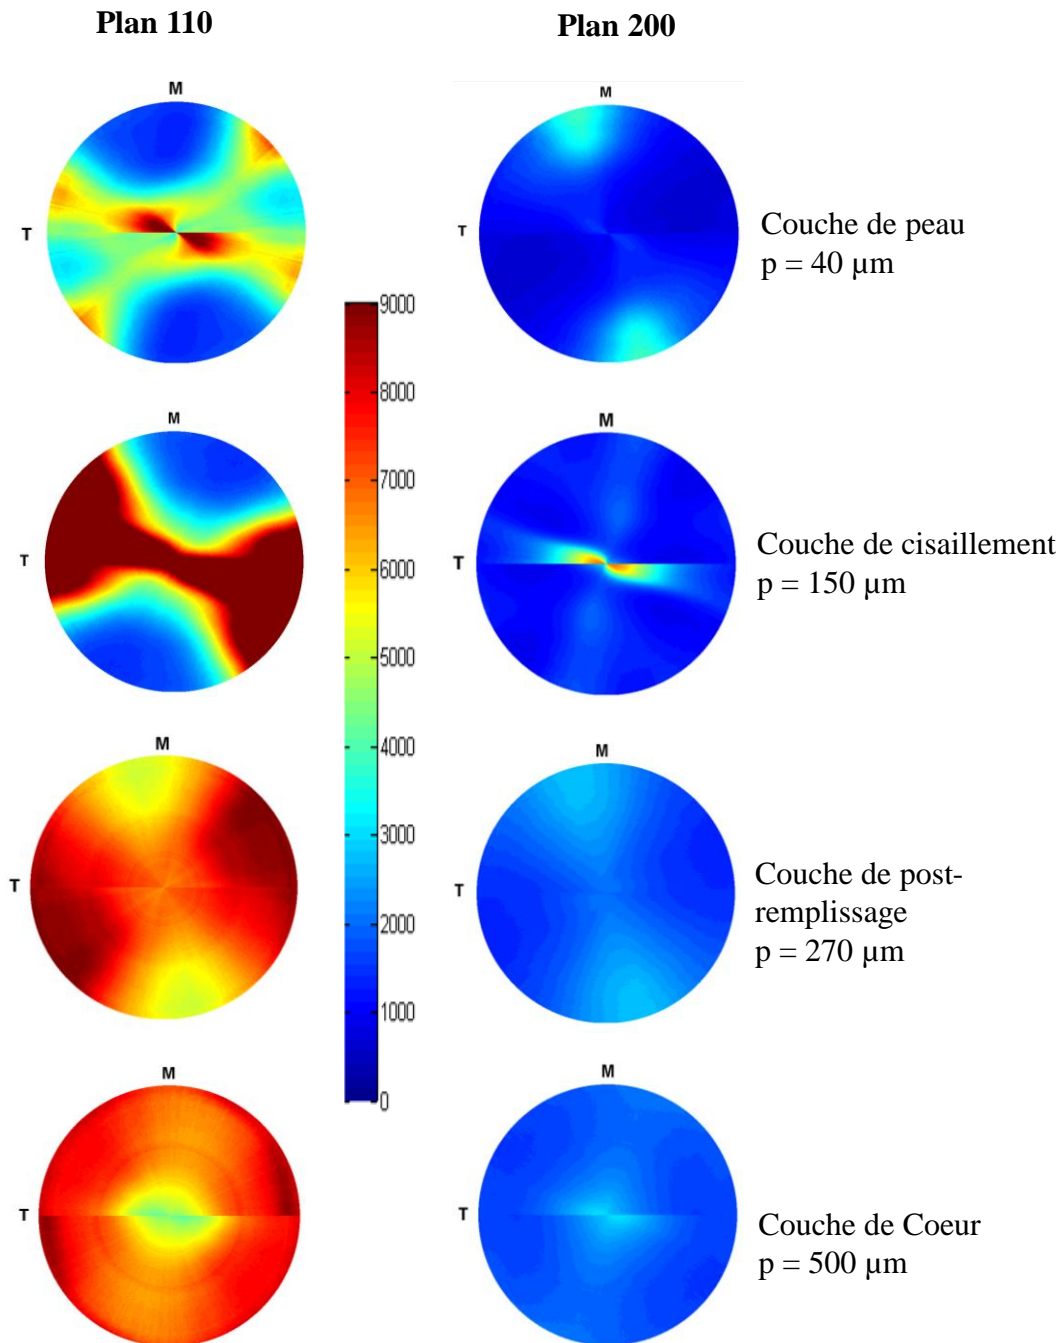 Plan 110
Plan 200
M
M
T
T
Couche de peau
p = 40 µm
9000
8000
7000
6000
5000
4000
3000
2000
1000
0
M
M
T
T
Couche de cisaillement
p = 150 µm
M
M
T
T
Couche de post-
remplissage
p = 270 µm
M
M
T
T
Couche de Coeur
p = 500 µm